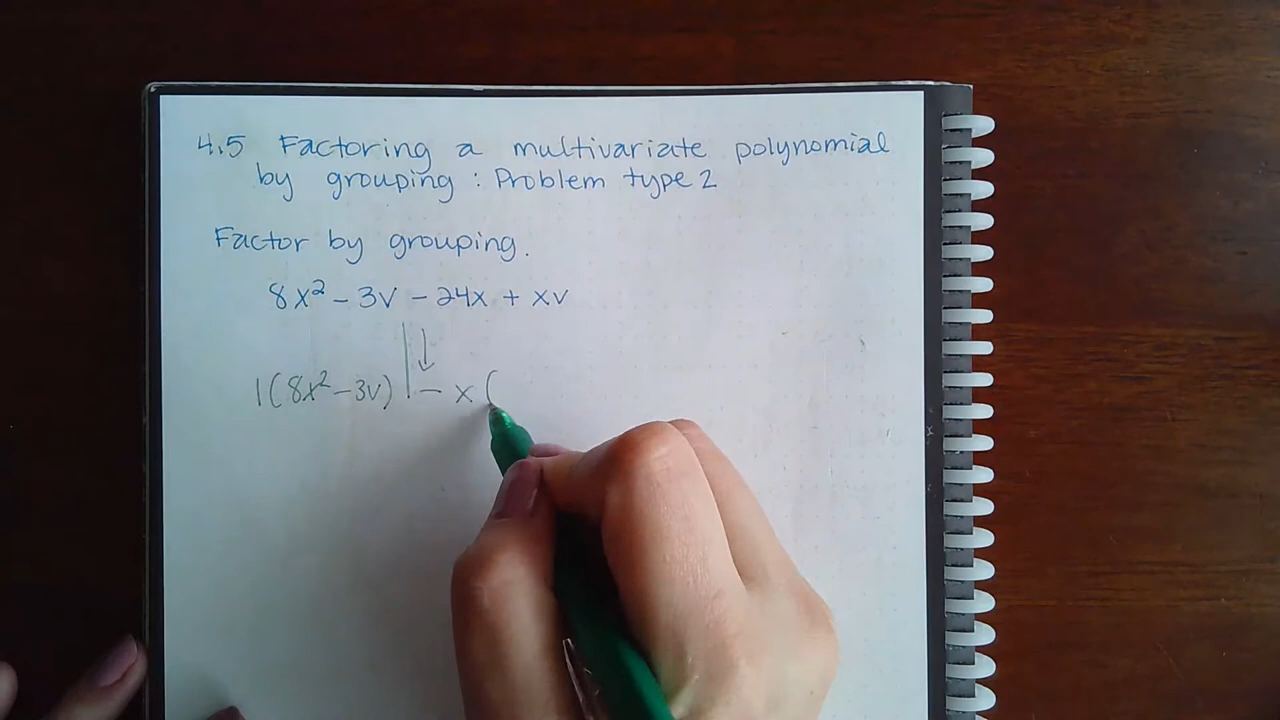 4.5 Factoring a multivariate polynomial
by grouping : Problem type 2
Factor by grouping.
8x² - 3v - 24x + xv
1(8x² - 3v) | - x (